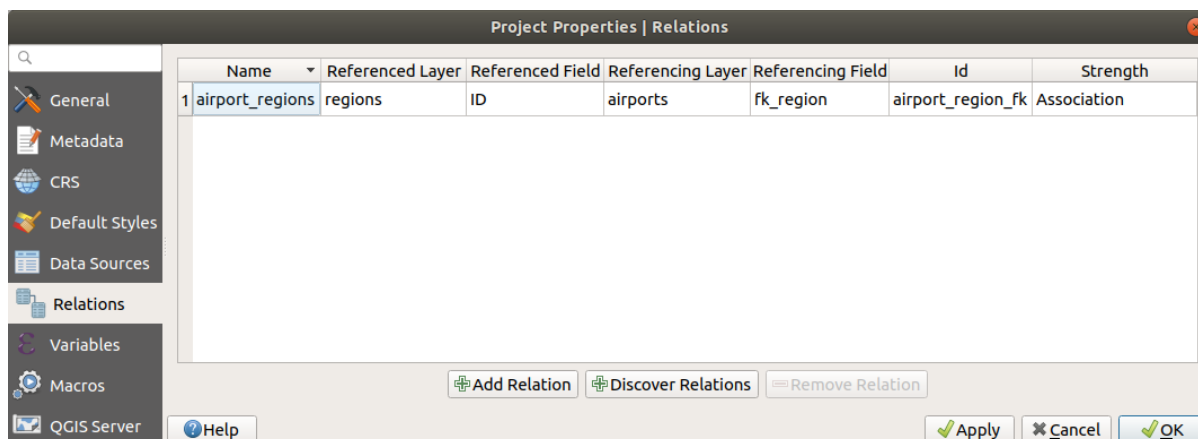 Project Properties | Relations
General
Metadata
CRS
Default Styles
Data Sources
Relations
Variables
Macros
QGIS Server
Name Referenced Layer Referenced Field Referencing Layer Referencing Field Id Strength
1 airport_regions regions ID airports fk_region airport_region_fk Association
Add Relation Discover Relations Remove Relation
Help Apply Cancel OK